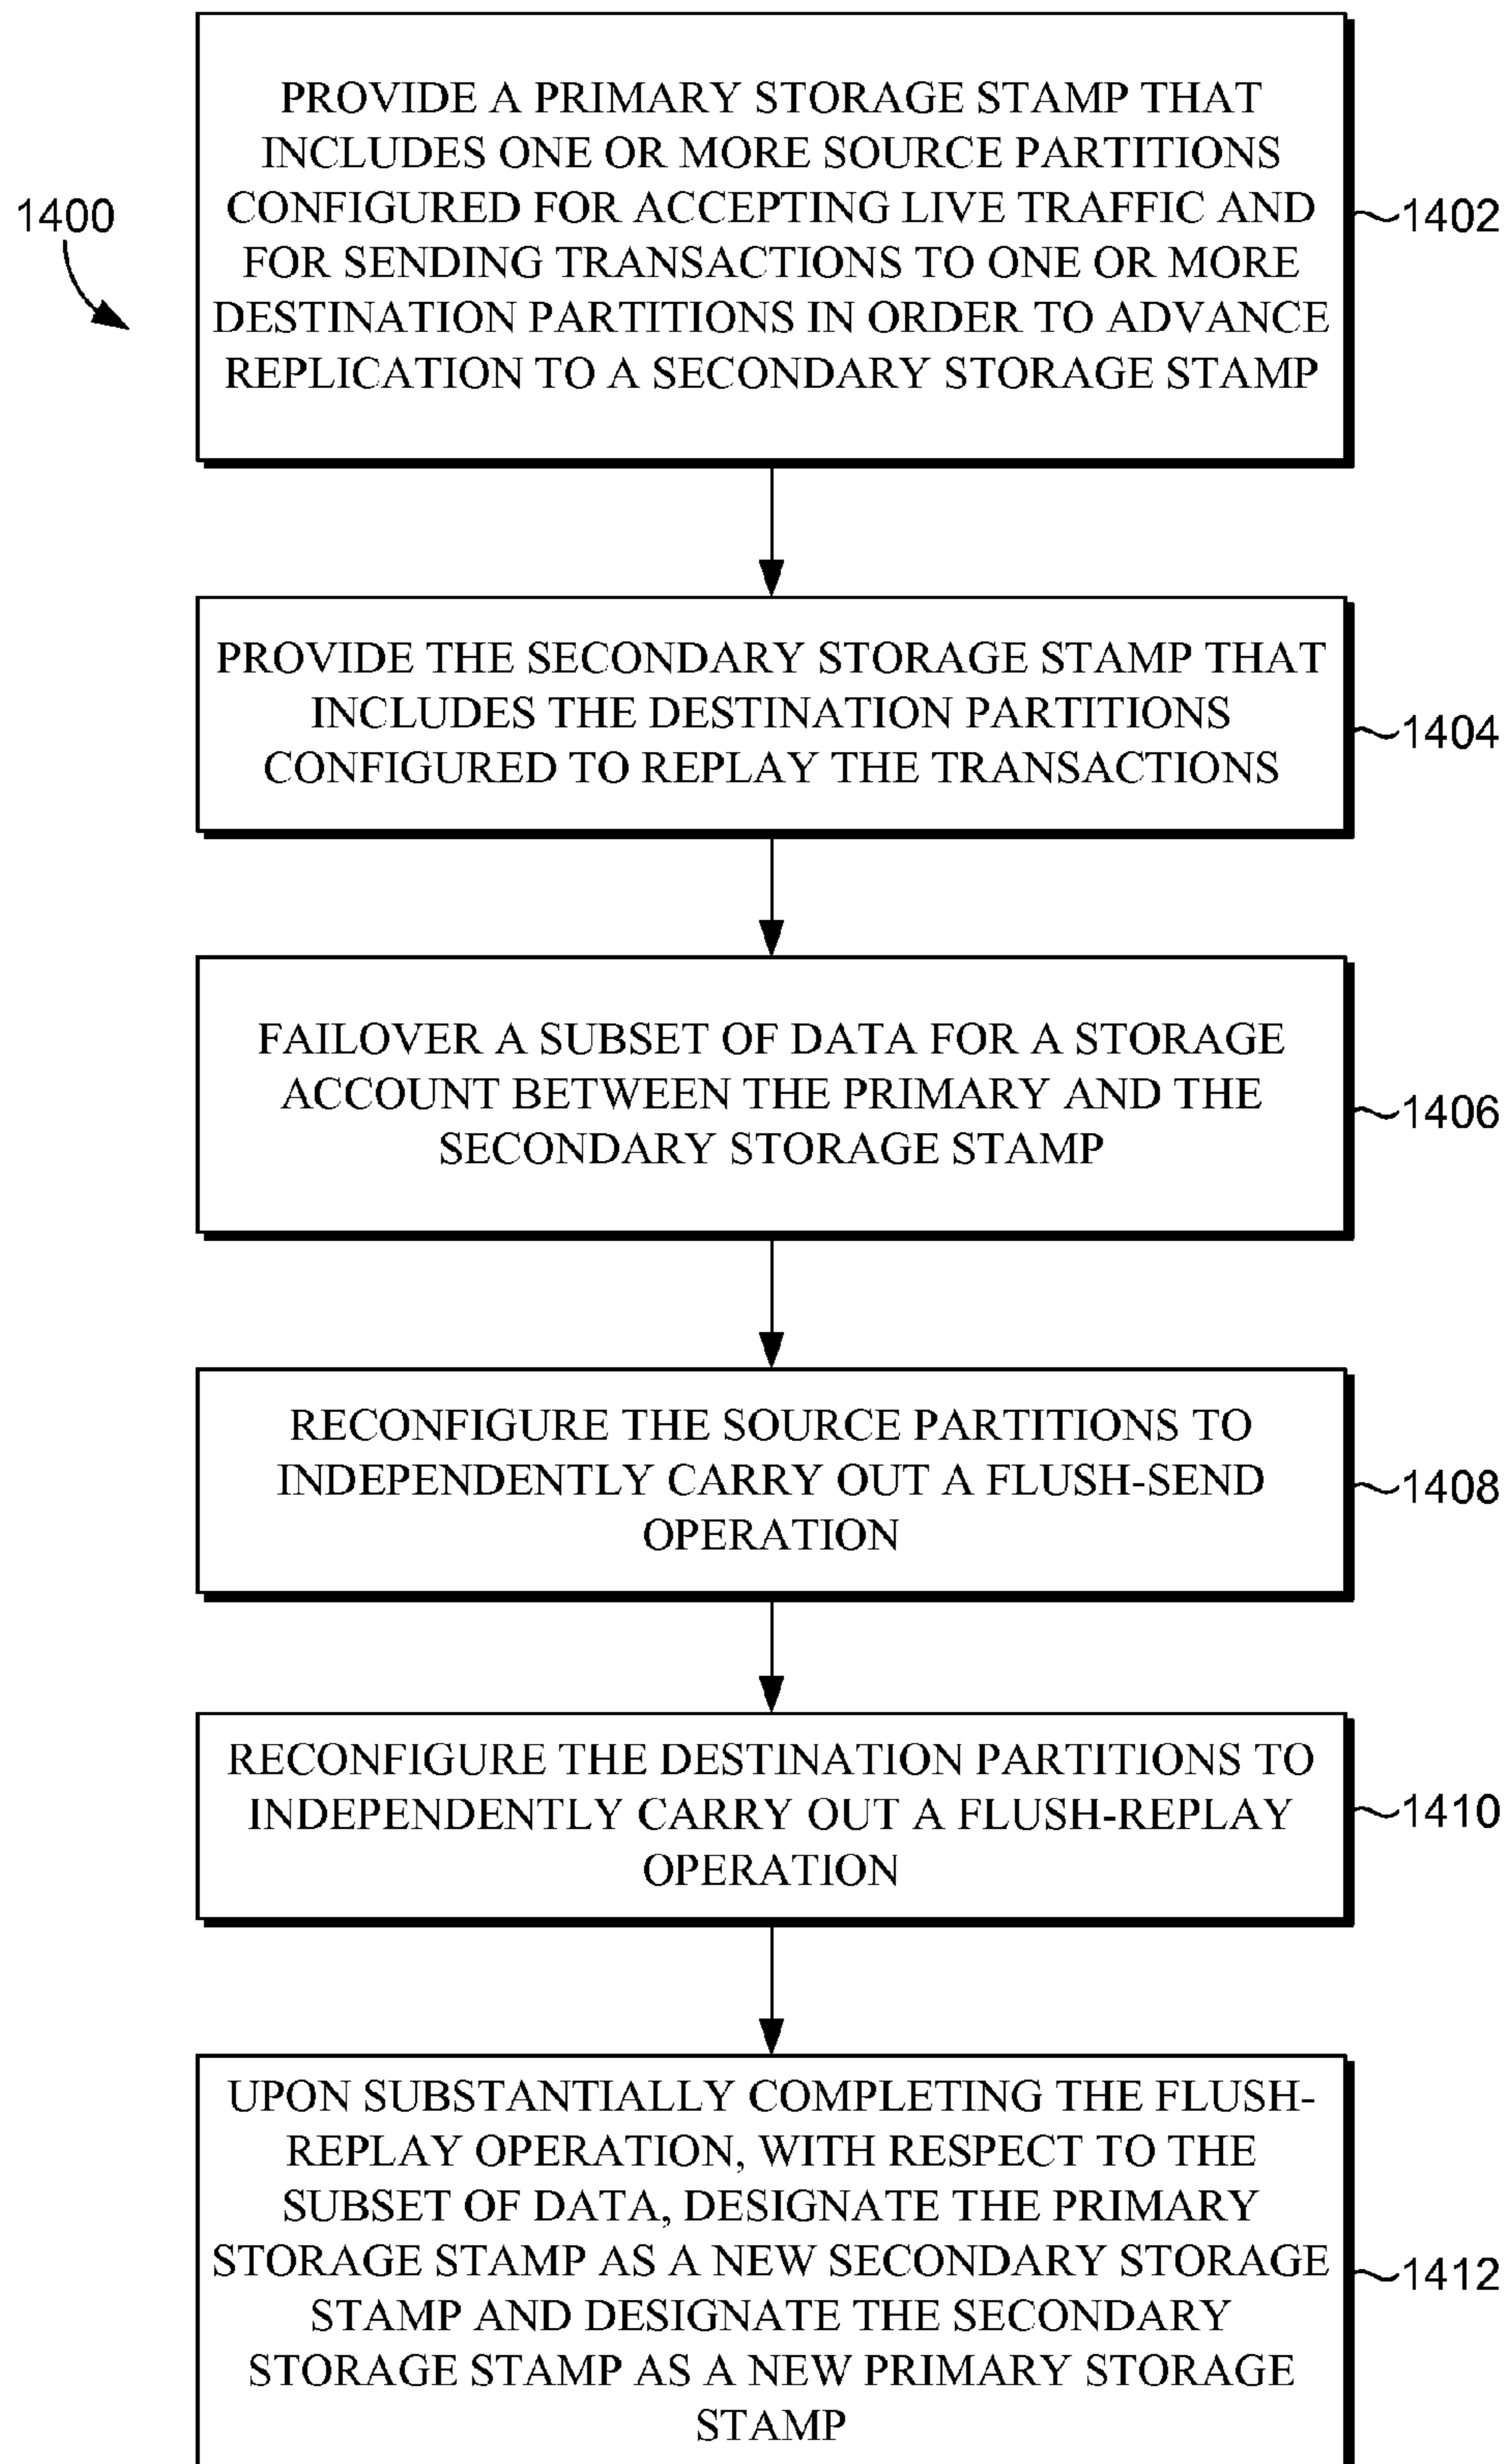 PROVIDE A PRIMARY STORAGE STAMP THAT
INCLUDES ONE OR MORE SOURCE PARTITIONS
CONFIGURED FOR ACCEPTING LIVE TRAFFIC AND
FOR SENDING TRANSACTIONS TO ONE OR MORE
DESTINATION PARTITIONS IN ORDER TO ADVANCE
REPLICATION TO A SECONDARY STORAGE STAMP
1400
1402
PROVIDE THE SECONDARY STORAGE STAMP THAT
INCLUDES THE DESTINATION PARTITIONS
CONFIGURED TO REPLAY THE TRANSACTIONS
1404
FAILOVER A SUBSET OF DATA FOR A STORAGE
ACCOUNT BETWEEN THE PRIMARY AND THE
SECONDARY STORAGE STAMP
1406
RECONFIGURE THE SOURCE PARTITIONS TO
INDEPENDENTLY CARRY OUT A FLUSH-SEND
OPERATION
1408
RECONFIGURE THE DESTINATION PARTITIONS TO
INDEPENDENTLY CARRY OUT A FLUSH-REPLAY
OPERATION
1410
UPON SUBSTANTIALLY COMPLETING THE FLUSH-
REPLAY OPERATION, WITH RESPECT TO THE
SUBSET OF DATA, DESIGNATE THE PRIMARY
STORAGE STAMP AS A NEW SECONDARY STORAGE
STAMP AND DESIGNATE THE SECONDARY
STORAGE STAMP AS A NEW PRIMARY STORAGE
STAMP
1412